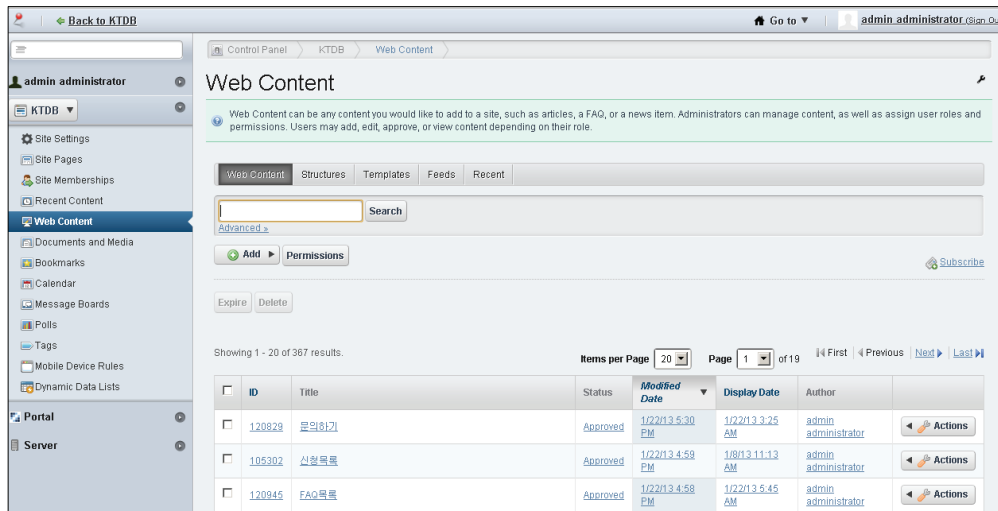 Back to KTDB
Go to
admin administrator (Sign Ou
admin administrator
KTDB
Site Settings
Site Pages
Site Memberships
Recent Content
Web Content
Documents and Media
Bookmarks
Calendar
Message Boards
Polls
Tags
Mobile Device Rules
Dynamic Data Lists
Portal
Server
Control Panel KTDB Web Content
Web Content
Web Content can be any content you would like to add to a site, such as articles, a FAQ, or a news item. Administrators can manage content, as well as assign user roles and
permissions. Users may add, edit, approve, or view content depending on their role.
Web Content Structures Templates Feeds Recent
Search
Advanced »
Add Permissions
Subscribe
Expire Delete
Showing 1 - 20 of 367 results.
Items per Page 20 Page 1 of 19 First Previous Next Last
ID Title Status Modified Date Display Date Author
120829 문의하기 Approved 1/22/13 5:30 PM 1/22/13 3:25 AM admin administrator Actions
105302 신청목록 Approved 1/22/13 4:59 PM 1/8/13 11:13 AM admin administrator Actions
120945 FAQ목록 Approved 1/22/13 4:58 PM 1/22/13 5:45 AM admin administrator Actions